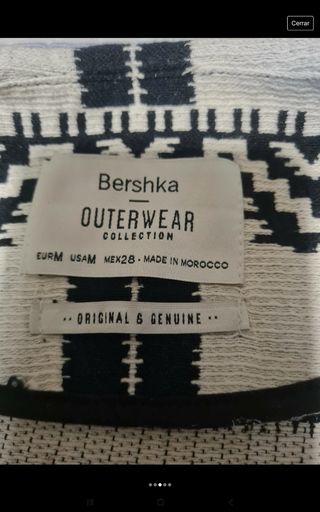 Cerrar
Bershka
OUTERWEAR
COLLECTION
EURM USAM MEX28 • MADE IN MOROCCO
•• ORIGINAL & GENUINE ••